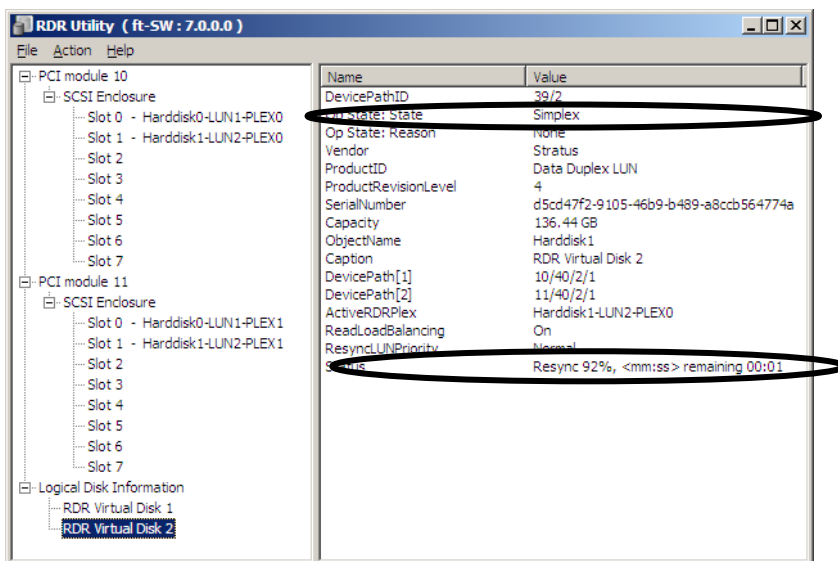 RDR Utility ( ft-SW : 7.0.0.0 )
File Action Help
PCI module 10
SCSI Enclosure
Slot 0 - Harddisk0-LUN1-PLEX0
Slot 1 - Harddisk1-LUN2-PLEX0
Slot 2
Slot 3
Slot 4
Slot 5
Slot 6
Slot 7
PCI module 11
SCSI Enclosure
Slot 0 - Harddisk0-LUN1-PLEX1
Slot 1 - Harddisk1-LUN2-PLEX1
Slot 2
Slot 3
Slot 4
Slot 5
Slot 6
Slot 7
Logical Disk Information
RDR Virtual Disk 1
RDR Virtual Disk 2
Name Value
DevicePathID 39/2
Op State: State Simplex
Op State: Reason None
Vendor Stratus
ProductID Data Duplex LUN
ProductRevisionLevel 4
SerialNumber d5cd47f2-9105-46b9-b489-a8ccb564774a
Capacity 136.44 GB
ObjectName Harddisk1
Caption RDR Virtual Disk 2
DevicePath[1] 10/40/2/1
DevicePath[2] 11/40/2/1
ActiveRDRPlex Harddisk1-LUN2-PLEX0
ReadLoadBalancing On
ResyncLUNPriority Normal
Status Resync 92%, <mm:ss> remaining 00:01